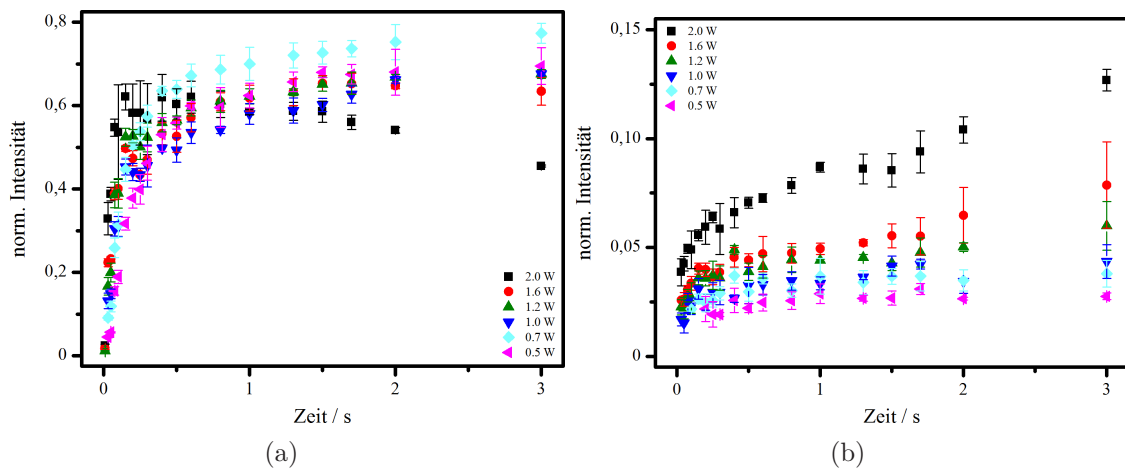 0,8
0,6
0,4
0,2
0
norm. Intensität
2.0 W
1.6 W
1.2 W
1.0 W
0.7 W
0.5 W
0
1
2
3
Zeit / s
(a)
0,15
0,10
0,05
0
norm. Intensität
2.0 W
1.6 W
1.2 W
1.0 W
0.7 W
0.5 W
0
1
2
3
Zeit / s
(b)